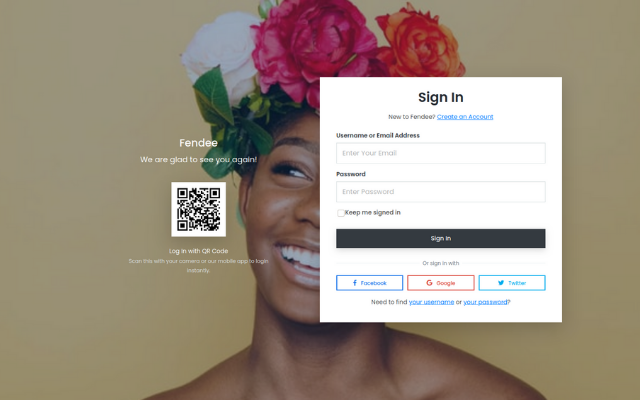 Fendee
We are glad to see you again!
Log In with QR Code
Scan this with your camera or our mobile app to login
instantly.
Sign In
New to Fendee? Create an Account
Username or Email Address
Enter Your Email
Password
Enter Password
Keep me signed in
Sign In
Or sign in with
Facebook
Google
Twitter
Need to find your username or your password?